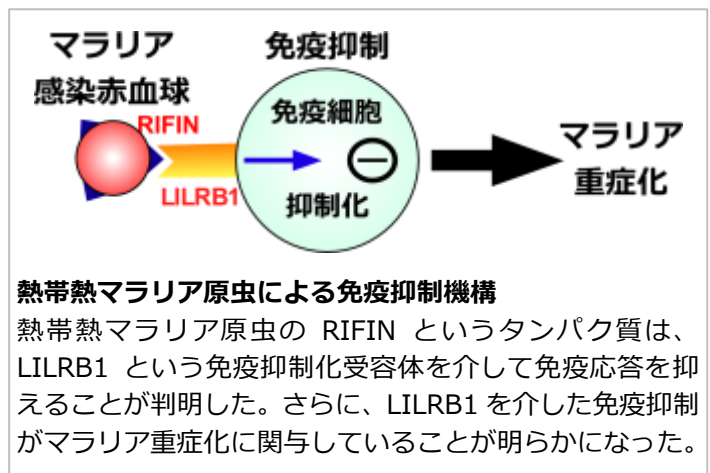 マラリア
感染赤血球
免疫抑制
RIFIN
免疫細胞
LILRB1
抑制化
マラリア
重症化
熱帯熱マラリア原虫による免疫抑制機構
熱帯熱マラリア原虫の RIFIN というタンパク質は、
LILRB1 という免疫抑制化受容体を介して免疫応答を抑
えることが判明した。さらに、LILRB1 を介した免疫抑制
がマラリア重症化に関与していることが明らかになった。